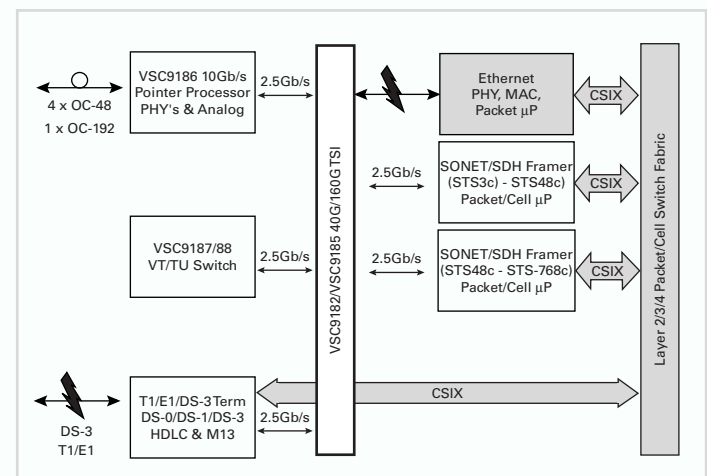 VSC9186 10Gb/s
Pointer Processor
PHY's & Analog
2.5Gb/s
4 x OC-48
1 x OC-192
Ethernet
PHY, MAC,
Packet µP
CSIX
SONET/SDH Framer
(STS3c) - STS48c)
Packet/Cell µP
2.5Gb/s
CSIX
VSC9187/88
VT/TU Switch
2.5Gb/s
SONET/SDH Framer
(STS48c - STS-768c)
Packet/Cell µP
2.5Gb/s
CSIX
VSC9182/VSC9185 40G/160G TSI
Layer 2/3/4 Packet/Cell Switch Fabric
T1/E1/DS-3 Term
DS-0/DS-1/DS-3
HDLC & M13
2.5Gb/s
CSIX
DS-3
T1/E1